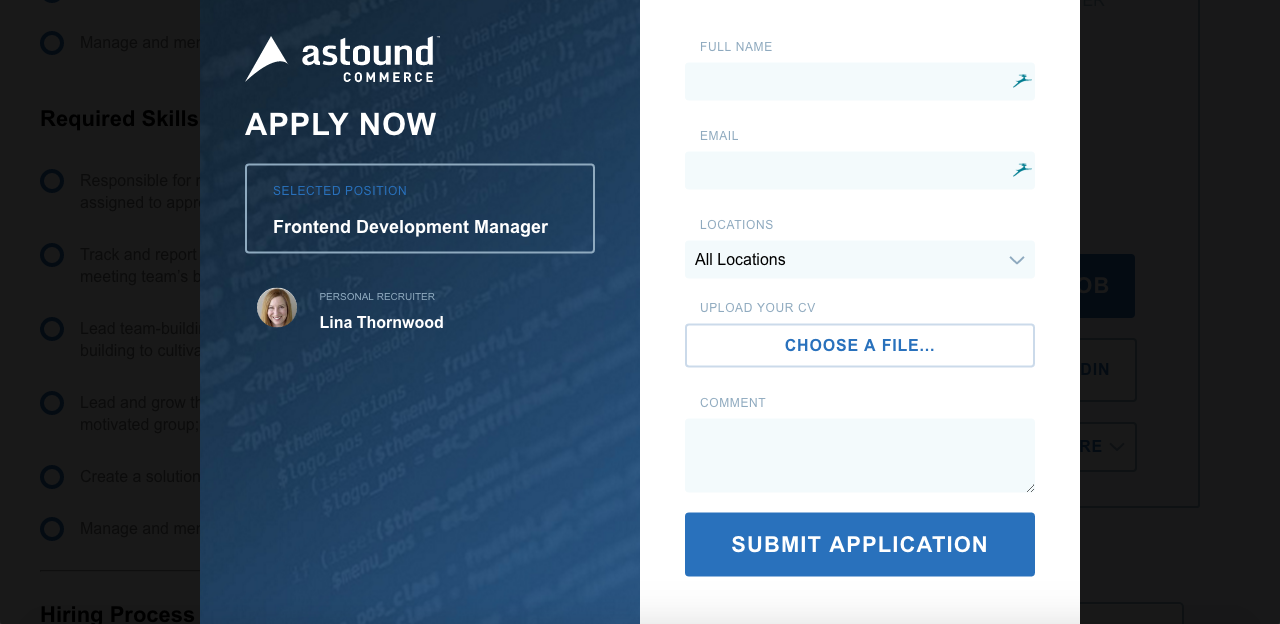 Manage and mer
Required Skills
Responsible for r
assigned to appr
Track and report
meeting team's b
Lead team-buildi
building to cultiva
Lead and grow th
motivated group;
Create a solution
Manage and mer
Hiring Process
astound™
COMMERCE
APPLY NOW
SELECTED POSITION
Frontend Development Manager
PERSONAL RECRUITER
Lina Thornwood
FULL NAME
EMAIL
LOCATIONS
All Locations
UPLOAD YOUR CV
CHOOSE A FILE...
COMMENT
SUBMIT APPLICATION
OB
DIN
RE